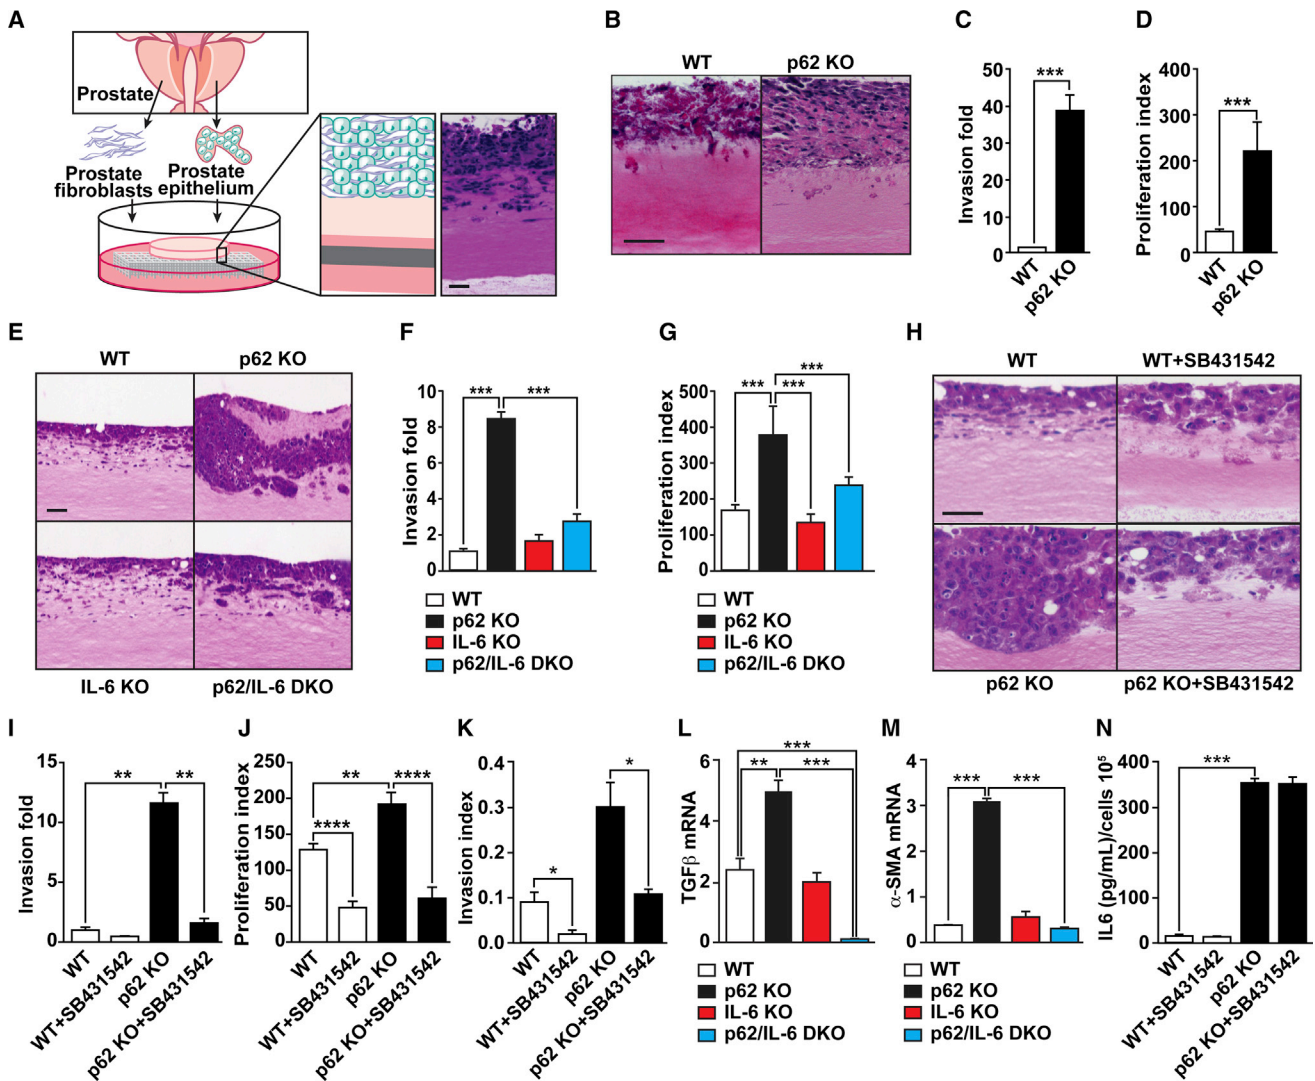 A
Prostate
Prostate
fibroblasts
Prostate
epithelium
B
WT
p62 KO
C
Invasion fold
50
40
30
20
10
0
***
WT
p62 KO
D
Proliferation index
400
300
200
100
0
***
WT
p62 KO
E
WT
p62 KO
IL-6 KO
p62/IL-6 DKO
F
Invasion fold
10
8
6
4
2
0
***
***
WT
p62 KO
IL-6 KO
p62/IL-6 DKO
G
Proliferation index
500
400
300
200
100
0
***
***
***
WT
p62 KO
IL-6 KO
p62/IL-6 DKO
H
WT
WT+SB431542
p62 KO
p62 KO+SB431542
I
Invasion fold
15
10
5
0
**
**
WT
WT+SB431542
p62 KO
p62 KO+SB431542
J
Proliferation index
250
200
150
100
50
0
**
****
****
WT
WT+SB431542
p62 KO
p62 KO+SB431542
K
Invasion index
0.4
0.3
0.2
0.1
0.0
*
*
WT
WT+SB431542
p62 KO
p62 KO+SB431542
L
TGFβ mRNA
6
4
2
0
***
**
***
WT
p62 KO
IL-6 KO
p62/IL-6 DKO
M
α-SMA mRNA
4
3
2
1
0
***
***
WT
p62 KO
IL-6 KO
p62/IL-6 DKO
N
IL6 (pg/mL)/cells 10⁵
400
300
200
100
0
***
WT
WT+SB431542
p62 KO
p62 KO+SB431542